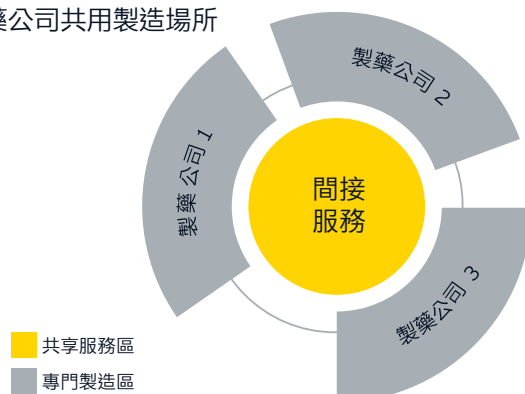 藥公司共用製造場所
製藥公司 2
製藥公司 1
間接
服務
製藥公司 3
共享服務區
專門製造區